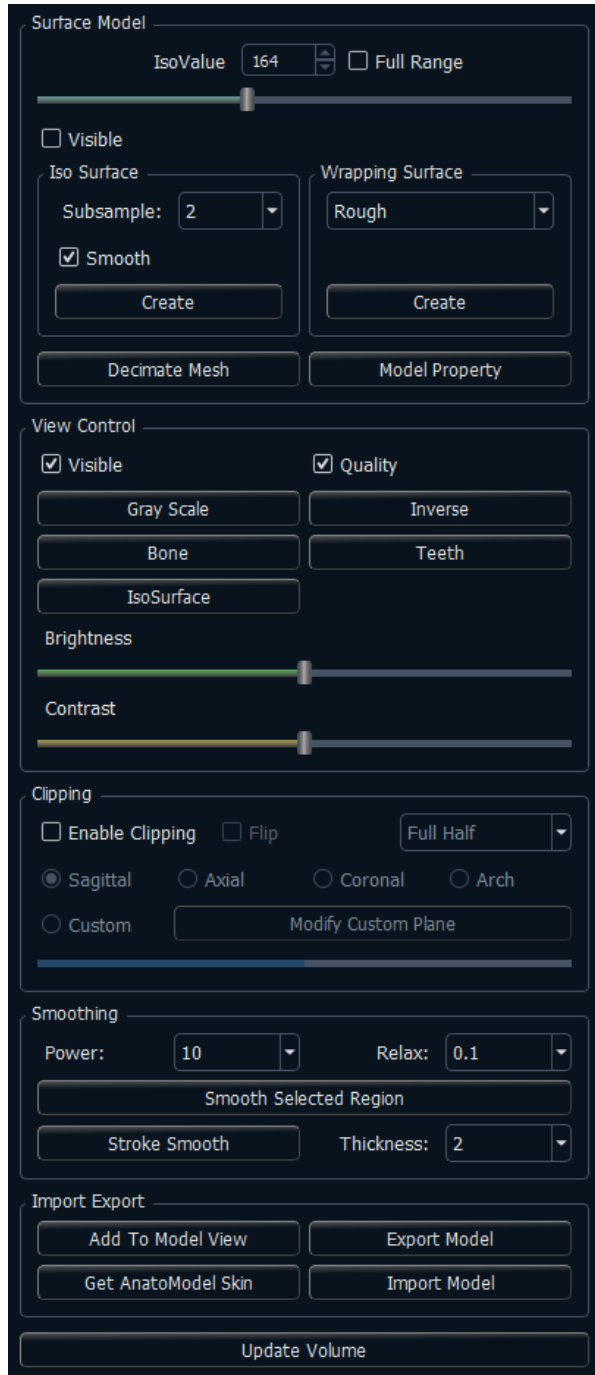 Surface Model
IsoValue 164 Full Range
Visible
Iso Surface Wrapping Surface
Subsample: 2 Rough
Smooth
Create Create
Decimate Mesh Model Property
View Control
Visible Quality
Gray Scale Inverse
Bone Teeth
IsoSurface
Brightness
Contrast
Clipping
Enable Clipping Flip Full Half
Sagittal Axial Coronal Arch
Custom Modify Custom Plane
Smoothing
Power: 10 Relax: 0.1
Smooth Selected Region
Stroke Smooth Thickness: 2
Import Export
Add To Model View Export Model
Get AnatoModel Skin Import Model
Update Volume